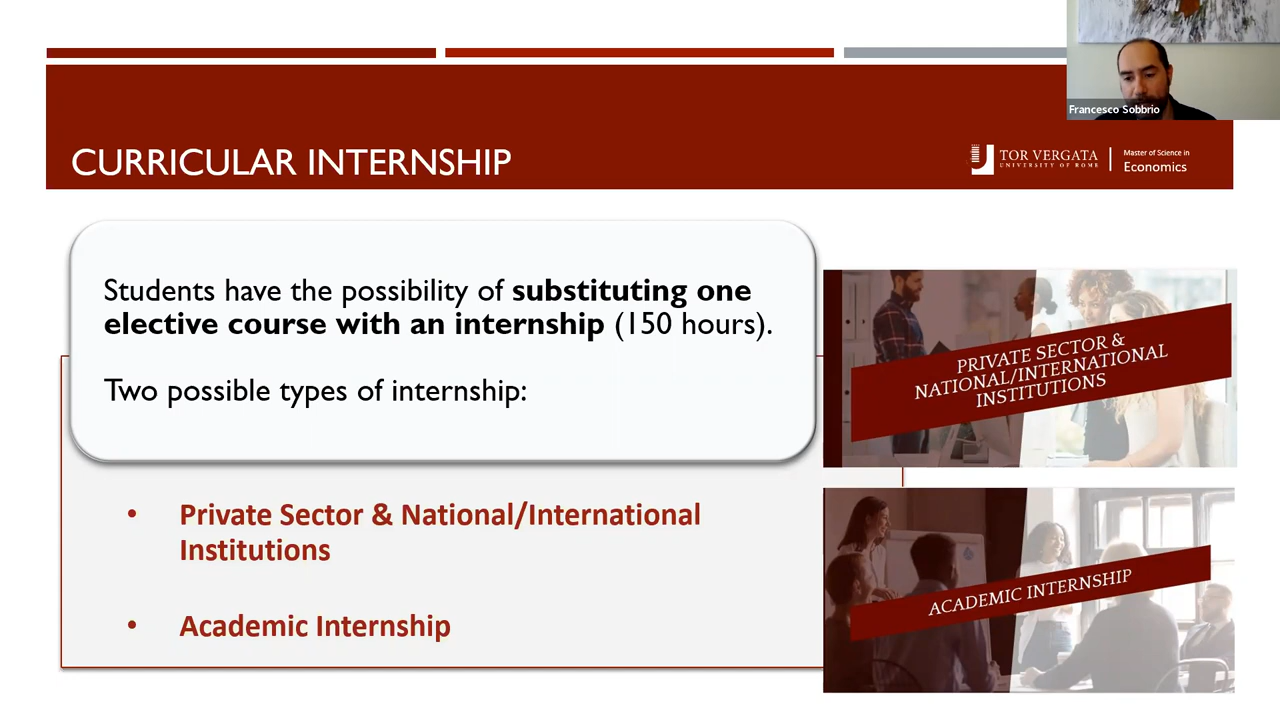 Francesco Sobbrio
CURRICULAR INTERNSHIP
TOR VERGATA
UNIVERSITY OF ROME
Master of Science in
Economics
Students have the possibility of substituting one
elective course with an internship (150 hours).
Two possible types of internship:
• Private Sector & National/International
Institutions
• Academic Internship
PRIVATE SECTOR &
NATIONAL/INTERNATIONAL
INSTITUTIONS
ACADEMIC INTERNSHIP